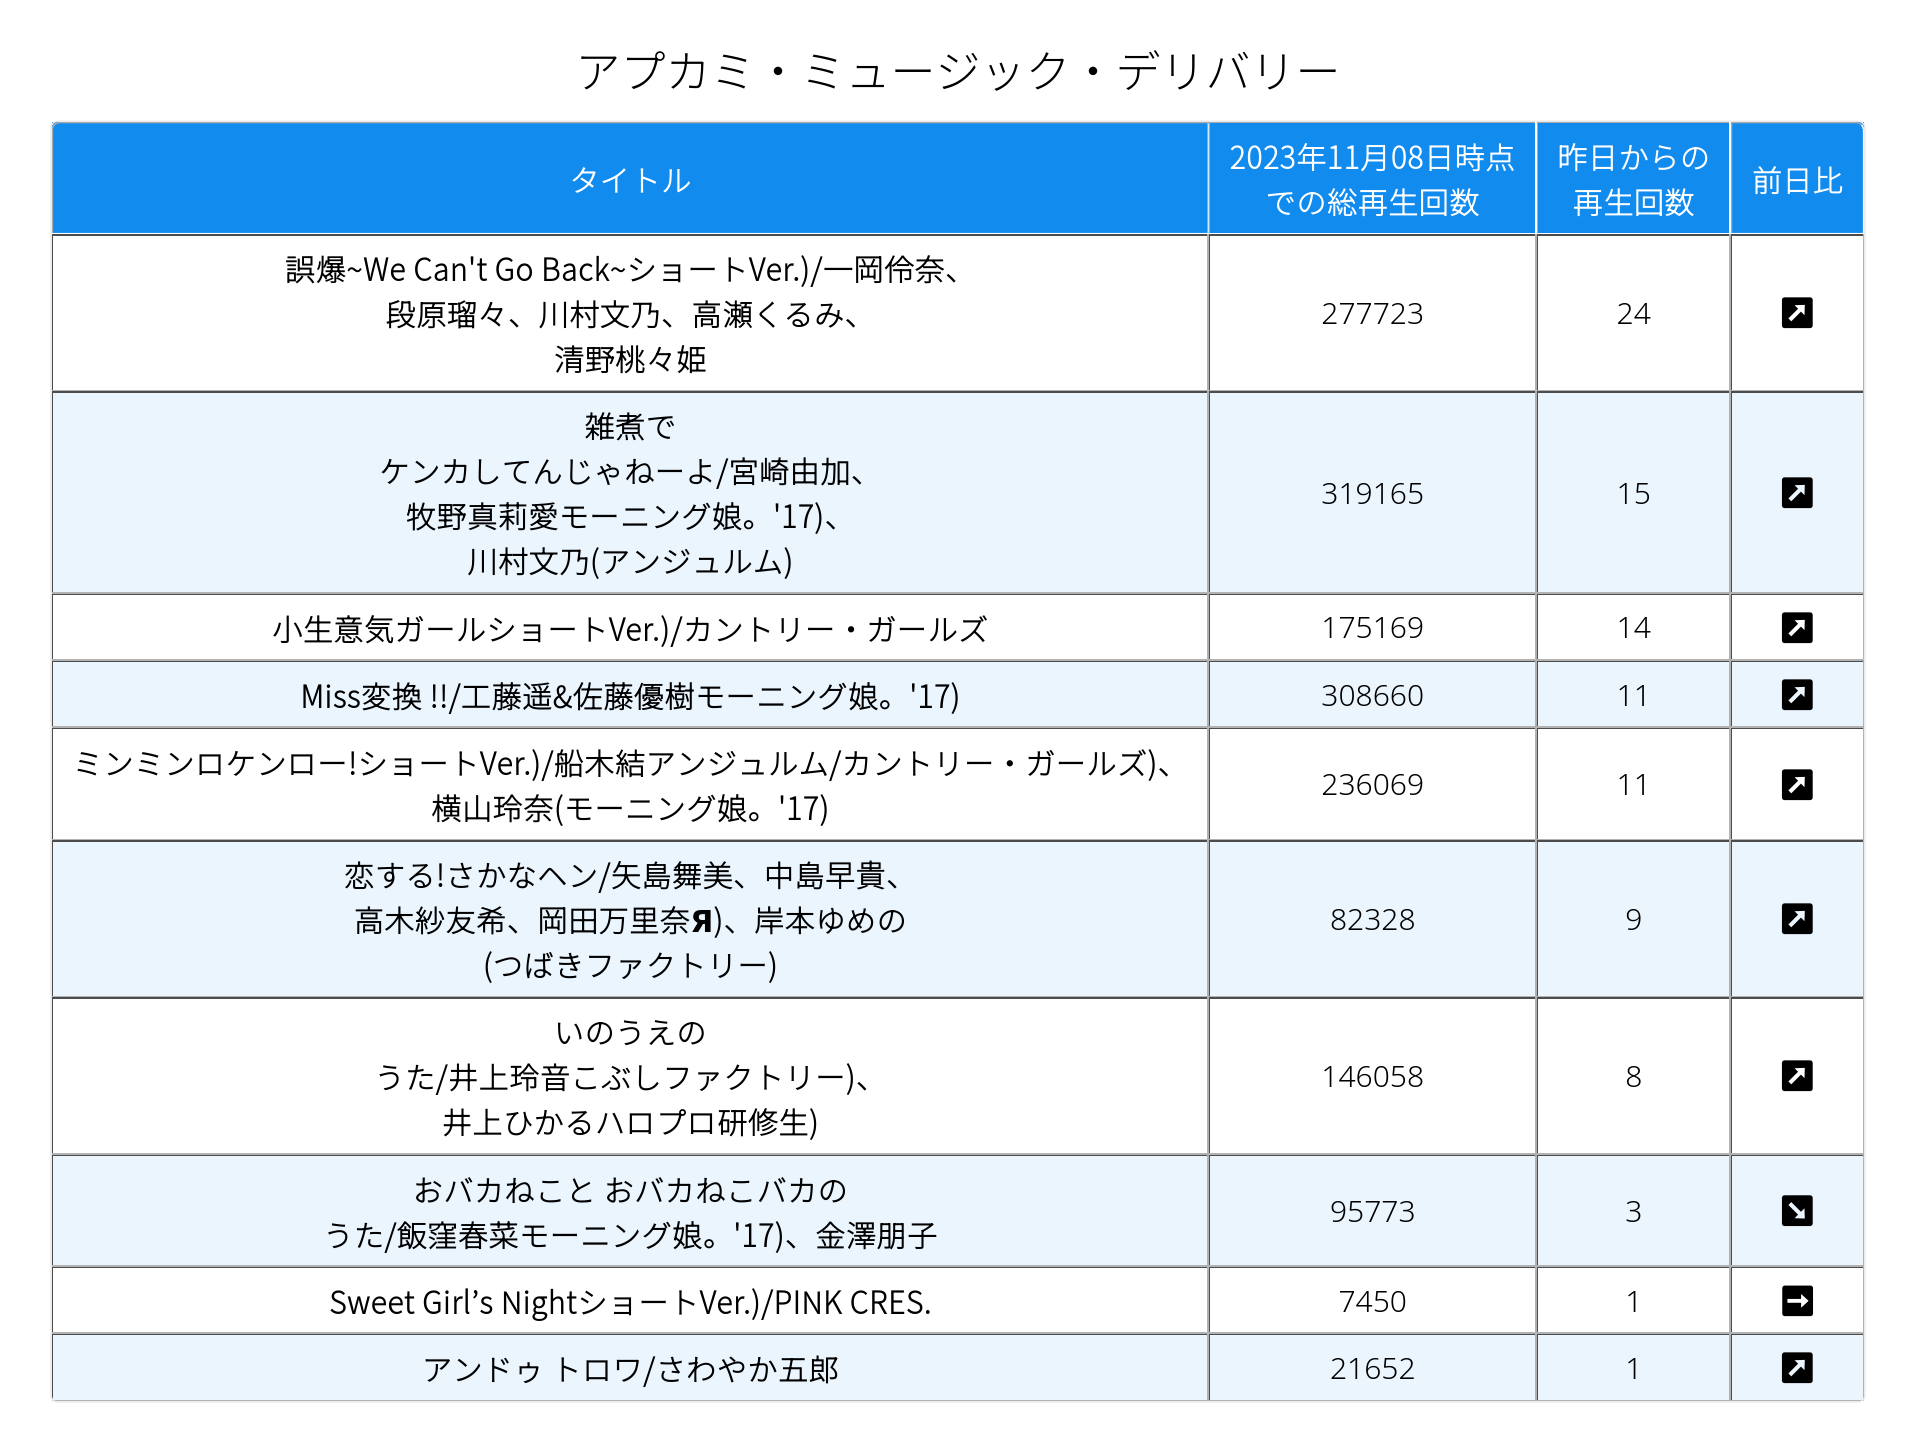 アプカミ・ミュージック・デリバリー
タイトル
2023年11月08日時点
での総再生回数
昨日からの
再生回数
前日比
誤爆~We Can't Go Back~ショートVer.)/一岡伶奈、
段原瑠々、川村文乃、高瀬くるみ、
清野桃々姫
277723
24
雑煮で
ケンカしてんじゃねーよ/宮崎由加、
牧野真莉愛モーニング娘。'17)、
川村文乃(アンジュルム)
319165
15
小生意気ガールショートVer.)/カントリー・ガールズ
175169
14
Miss変換 !!/工藤遥&佐藤優樹モーニング娘。'17)
308660
11
ミンミンロケンロー!ショートVer.)/船木結アンジュルム/カントリー・ガールズ)、
横山玲奈(モーニング娘。'17)
236069
11
恋する!さかなヘン/矢島舞美、中島早貴、
高木紗友希、岡田万里奈Я)、岸本ゆめの
(つばきファクトリー)
82328
9
いのうえの
うた/井上玲音こぶしファクトリー)、
井上ひかるハロプロ研修生)
146058
8
おバカねこと おバカねこバカの
うた/飯窪春菜モーニング娘。'17)、金澤朋子
95773
3
Sweet Girl’s NightショートVer.)/PINK CRES.
7450
1
アンドゥ トロワ/さわやか五郎
21652
1